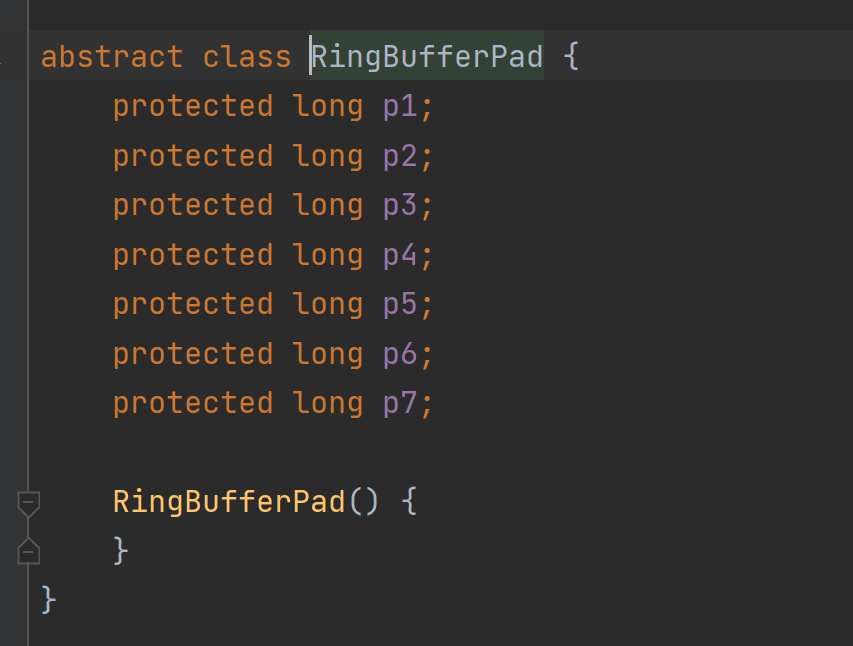 abstract class RingBufferPad {
    protected long p1;
    protected long p2;
    protected long p3;
    protected long p4;
    protected long p5;
    protected long p6;
    protected long p7;

    RingBufferPad() {
    }
}